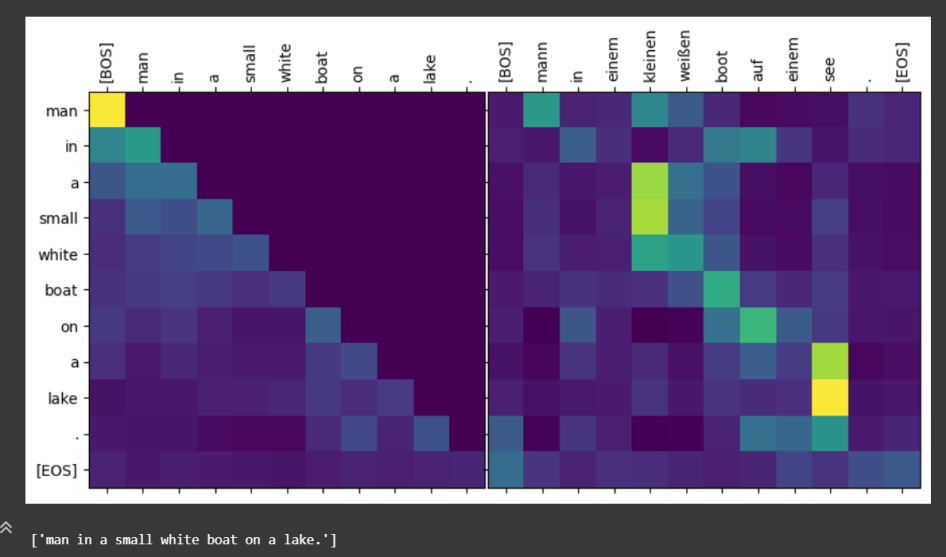 [BOS] man in a small white boat on a lake . [BOS] mann in einem kleinen weißen boot auf einem see . [EOS]
man
in
a
small
white
boat
on
a
lake
.
[EOS]
['man in a small white boat on a lake.']